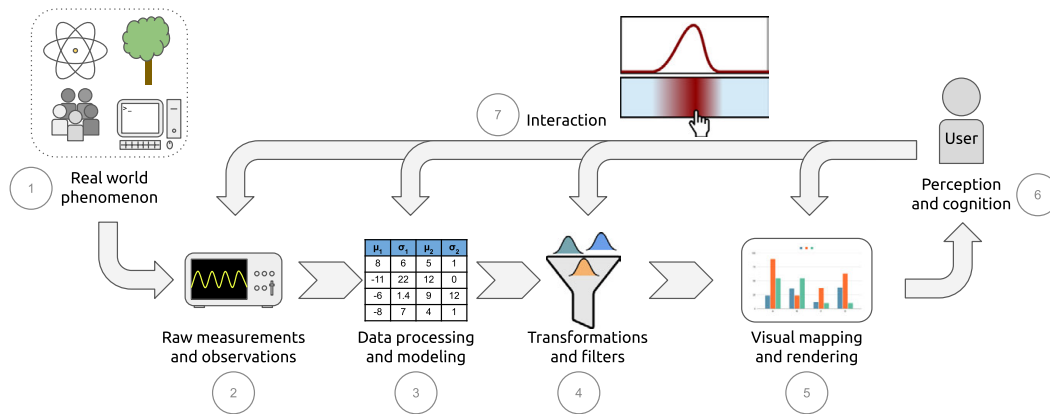 >_
7
Interaction
User
1
Real world
phenomenon
Perception
and cognition
6
μ1 σ1 μ2 σ2
8 6 5 1
-11 22 12 0
-6 1.4 9 12
-8 7 4 1
Raw measurements
and observations
Data processing
and modeling
Transformations
and filters
Visual mapping
and rendering
2
3
4
5